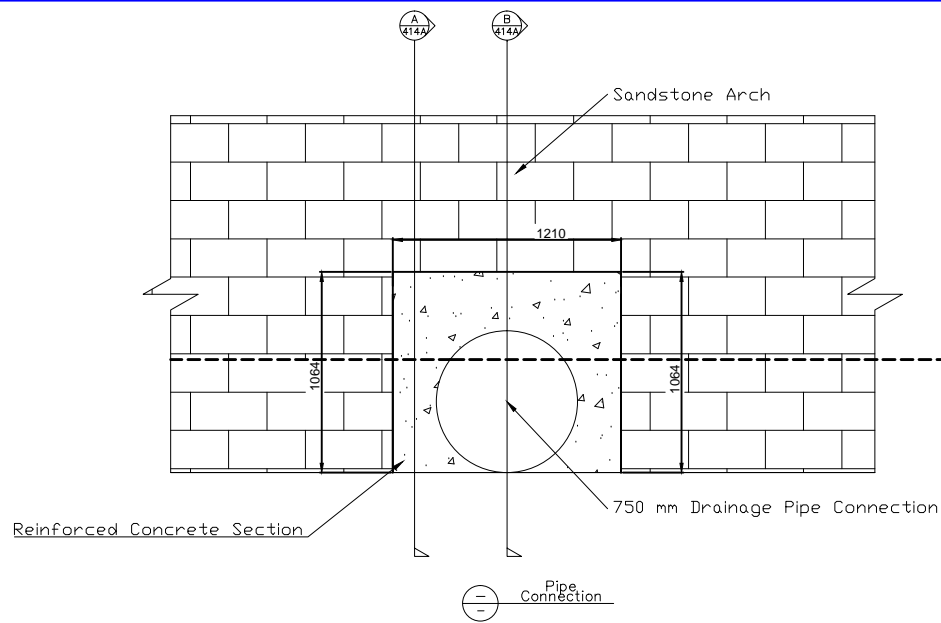 A
414A
B
414A
Sandstone Arch
1210
1064
1064
750 mm Drainage Pipe Connection
Reinforced Concrete Section
Pipe
Connection
–
–